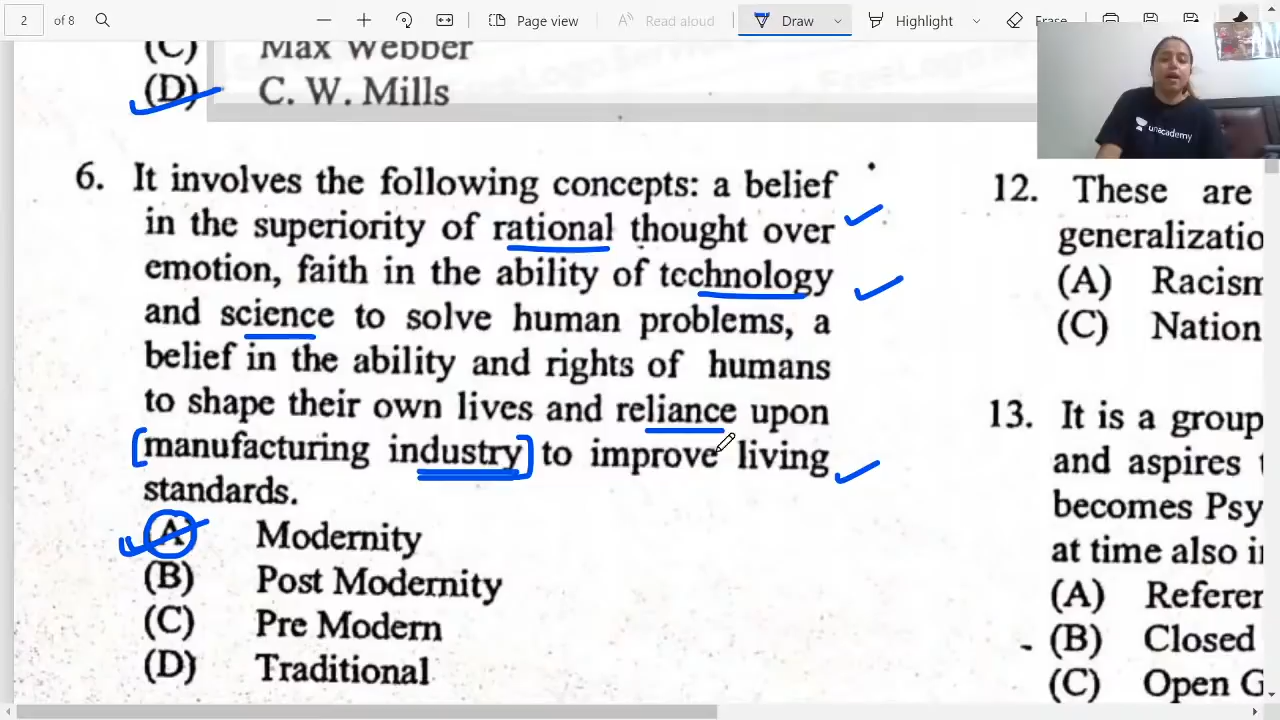 2 of 8 Page view Read aloud Draw Highlight Erase
(C) Max Webber
(D) C. W. Mills
6. It involves the following concepts: a belief
in the superiority of rational thought over
emotion, faith in the ability of technology
and science to solve human problems, a
belief in the ability and rights of humans
to shape their own lives and reliance upon
manufacturing industry to improve living
standards.
(A) Modernity
(B) Post Modernity
(C) Pre Modern
(D) Traditional
12. These are
generalizatio
(A) Racism
(C) Nation
13. It is a group
and aspires
becomes Psy
at time also i
(A) Referer
(B) Closed
(C) Open G
unacademy